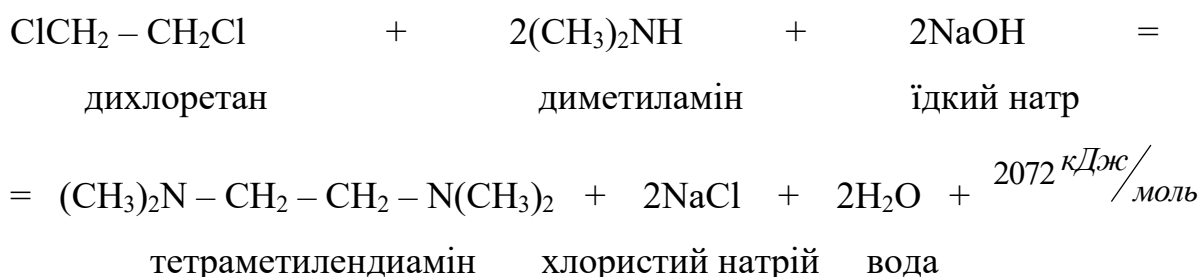 ClCH₂ – CH₂Cl + 2(CH₃)₂NH + 2NaOH =
дихлоретан диметиламін їдкий натр
= (CH₃)₂N – CH₂ – CH₂ – N(CH₃)₂ + 2NaCl + 2H₂O + 2072 кДж/моль
тетраметилендиамін хлористий натрій вода